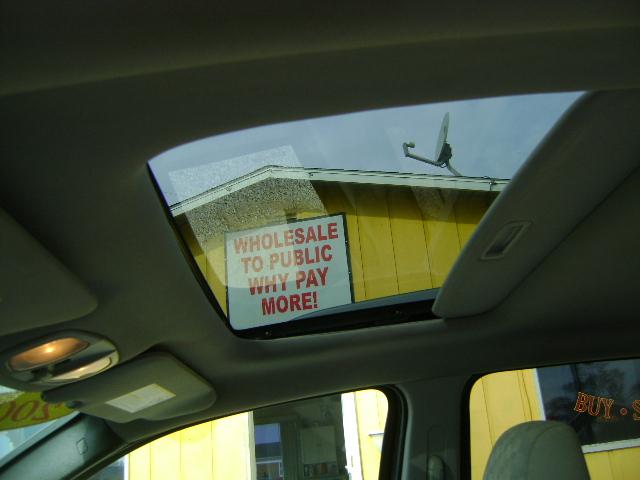 WHOLESALE
TO PUBLIC
WHY PAY
MORE!
BUY · S